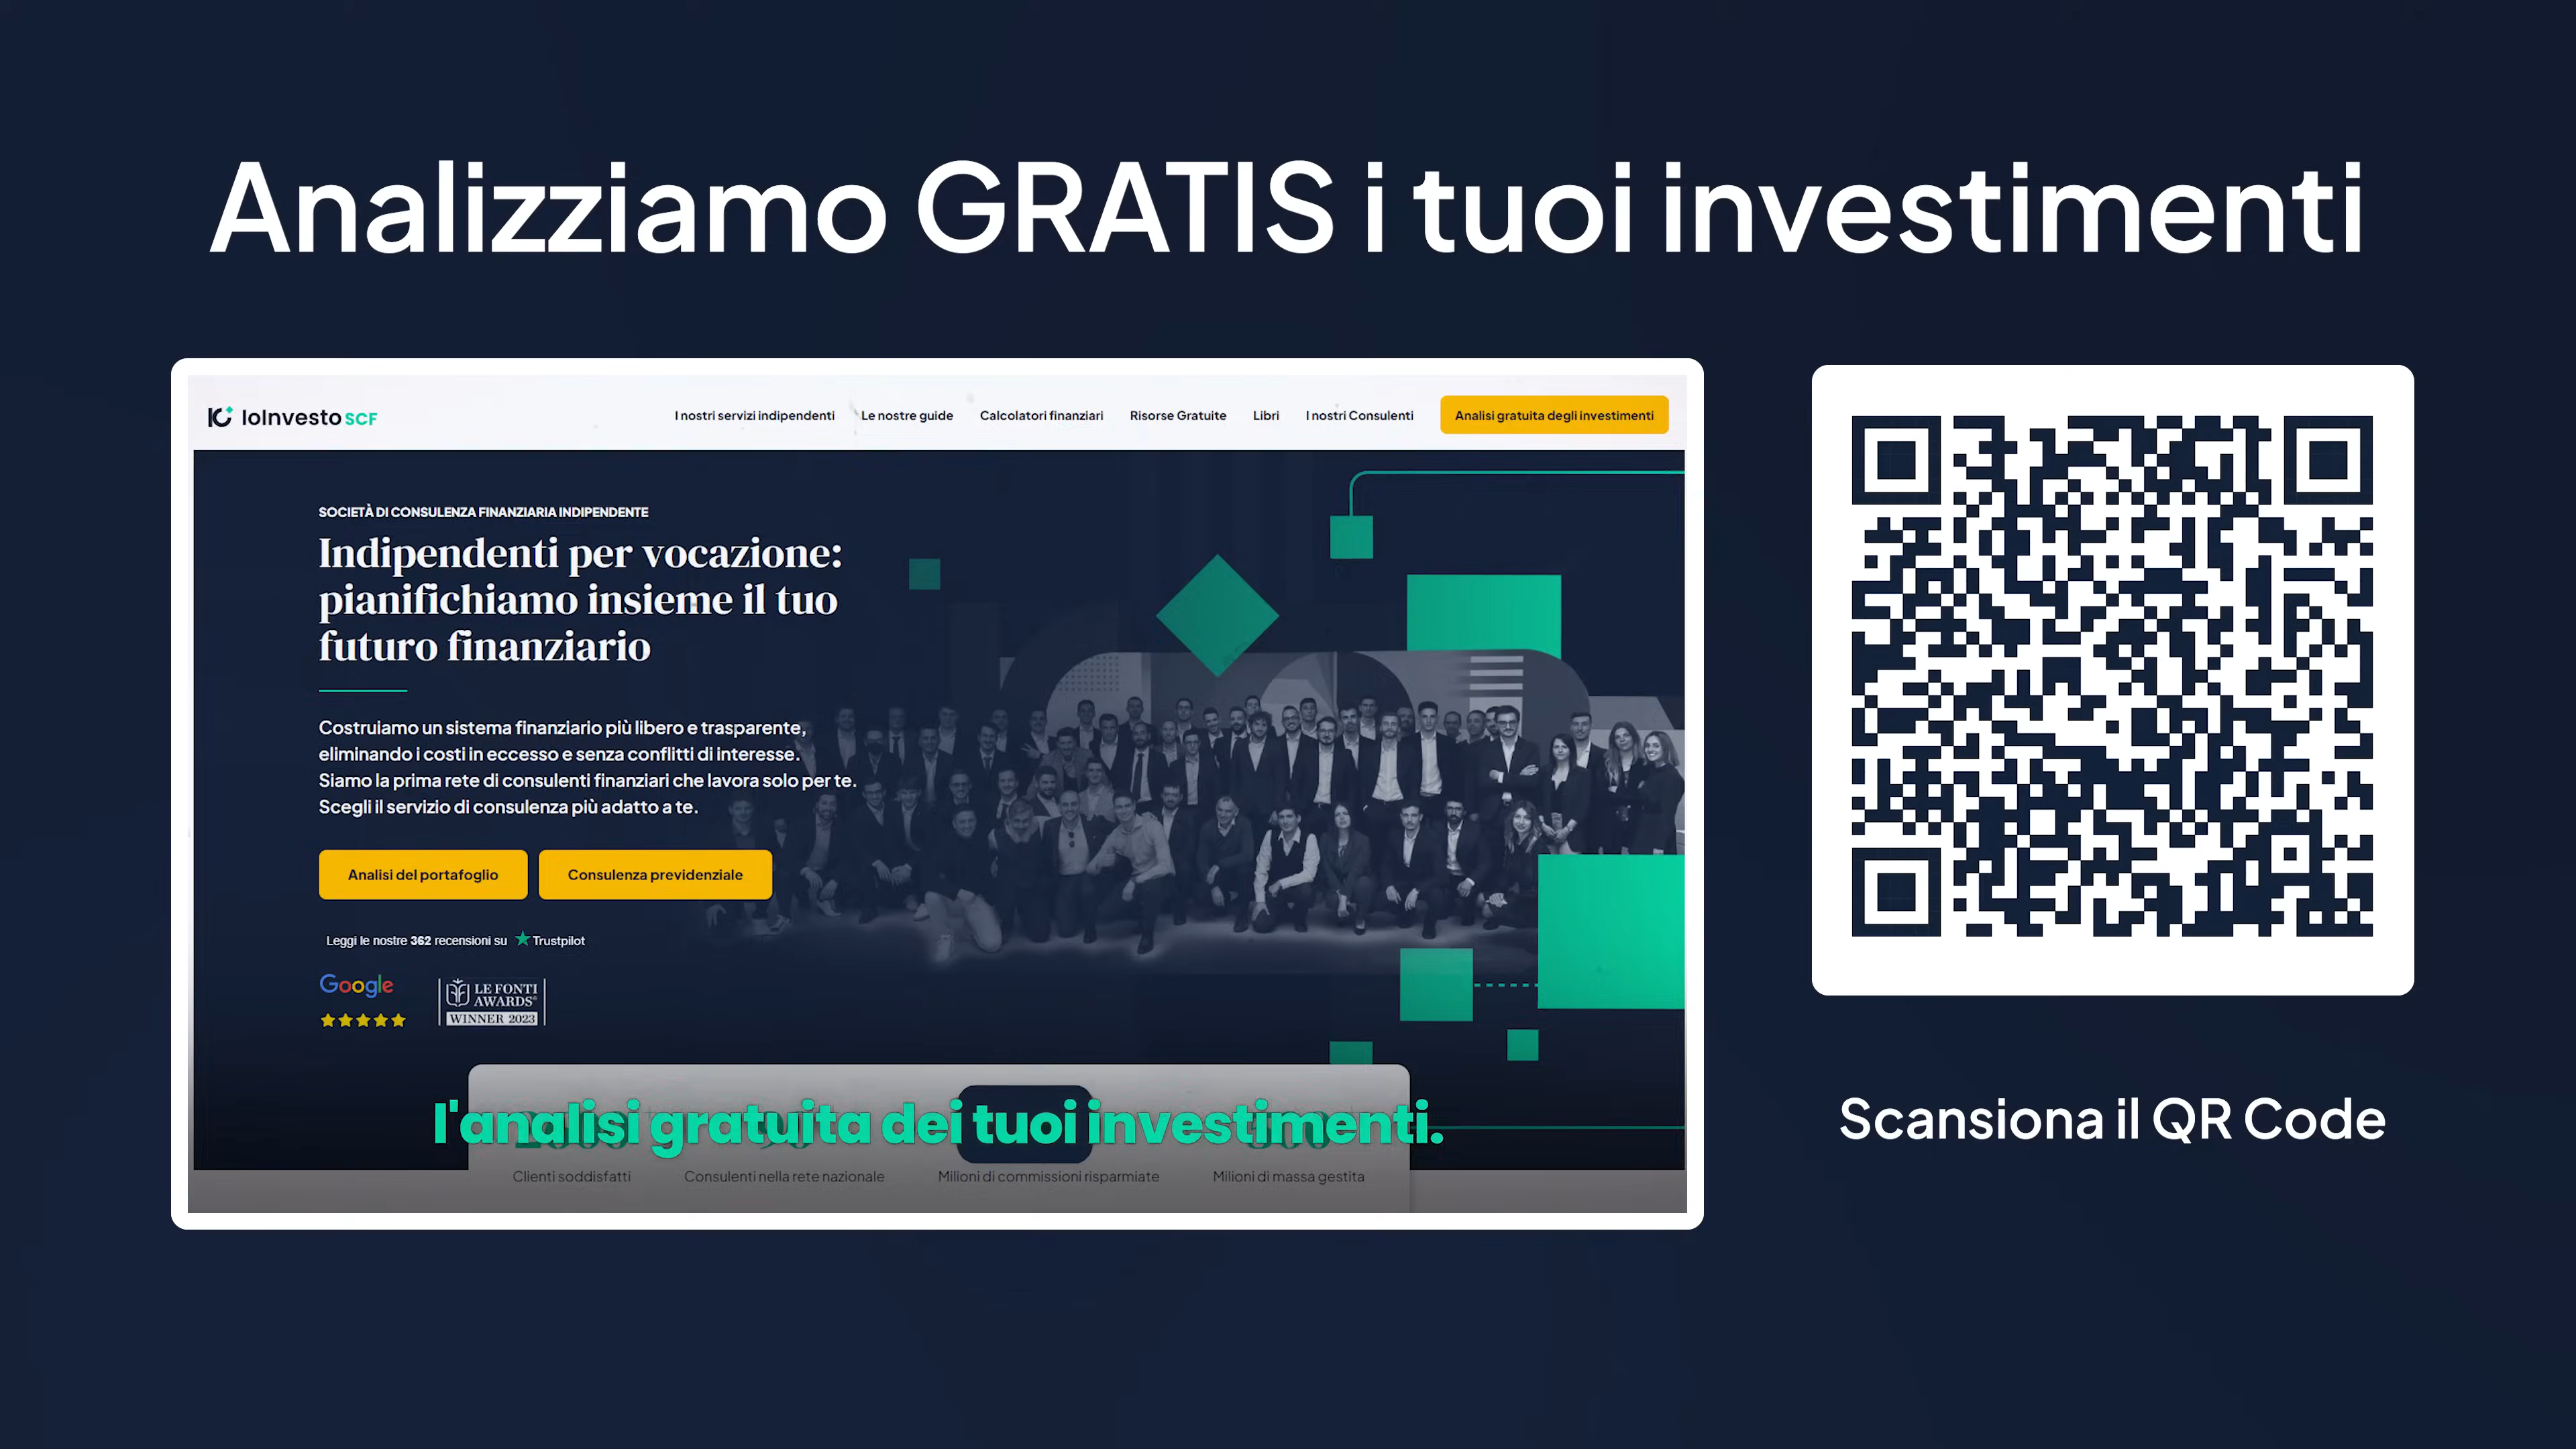 Analizziamo GRATIS i tuoi investimenti
IoInvesto SCF
I nostri servizi indipendenti
Le nostre guide
Calcolatori finanziari
Risorse Gratuite
Libri
I nostri Consulenti
Analisi gratuita degli investimenti
SOCIETÀ DI CONSULENZA FINANZIARIA INDIPENDENTE
Indipendenti per vocazione:
pianifichiamo insieme il tuo
futuro finanziario
Costruiamo un sistema finanziario più libero e trasparente,
eliminando i costi in eccesso e senza conflitti di interesse.
Siamo la prima rete di consulenti finanziari che lavora solo per te.
Scegli il servizio di consulenza più adatto a te.
Analisi del portafoglio
Consulenza previdenziale
Leggi le nostre 362 recensioni su Trustpilot
Google
LE FONTI
AWARDS®
WINNER 2023
l'analisi gratuita dei tuoi investimenti.
Clienti soddisfatti
Consulenti nella rete nazionale
Milioni di commissioni risparmiate
Milioni di massa gestita
Scansiona il QR Code